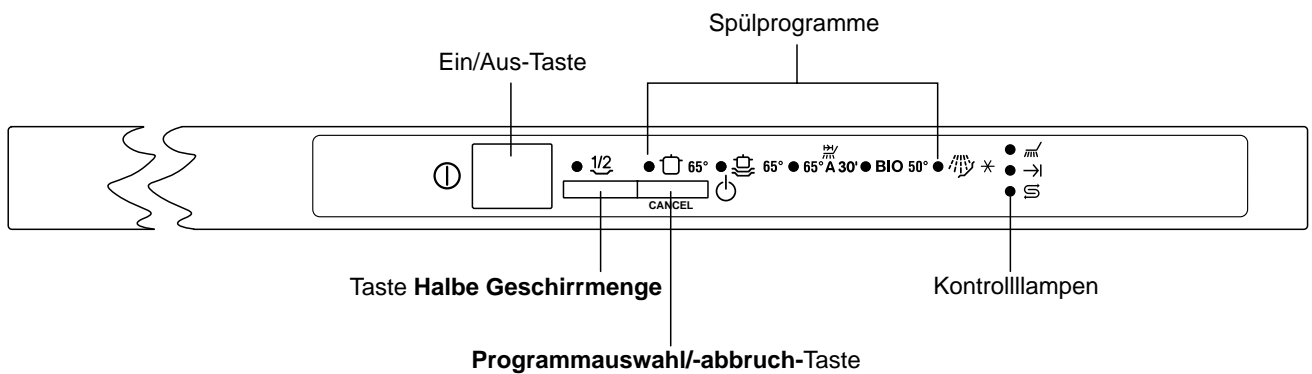 Spülprogramme
Ein/Aus-Taste
1/2 65° 65° 65°A 30' BIO 50°
CANCEL
Taste Halbe Geschirrmenge
Kontrollllampen
Programmauswahl/-abbruch-Taste